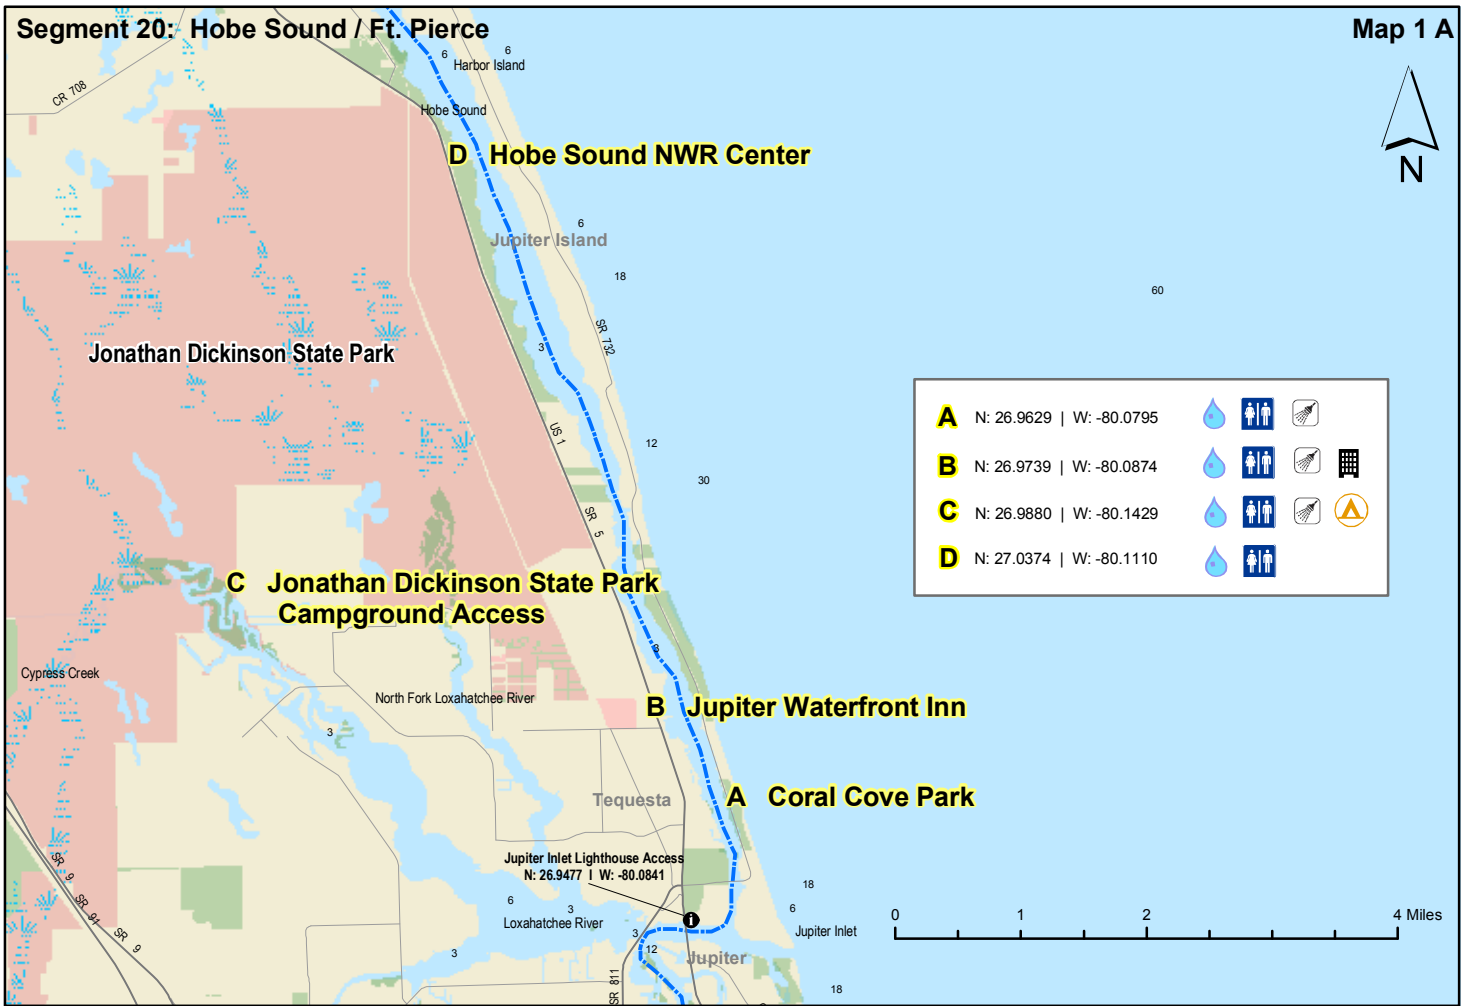 Segment 20:  Hobe Sound / Ft. Pierce
Map 1 A
6
6
Harbor Island
CR 708
Hobe Sound
N
D   Hobe Sound NWR Center
6
Jupiter Island
18
60
SR 732
3
Jonathan Dickinson State Park
A   N: 26.9629  |  W: -80.0795
B   N: 26.9739  |  W: -80.0874
C   N: 26.9880  |  W: -80.1429
D   N: 27.0374  |  W: -80.1110
US 1
12
30
SR 5
C   Jonathan Dickinson State Park
Campground Access
3
Cypress Creek
North Fork Loxahatchee River
B   Jupiter Waterfront Inn
3
Tequesta
A   Coral Cove Park
Jupiter Inlet Lighthouse Access
N: 26.9477  I  W: -80.0841
SR 9
SR 91
SR 9
18
6
3
6
i
Loxahatchee River
Jupiter Inlet
0 1 2 4 Miles
3
12
3
Jupiter
SR 811
18